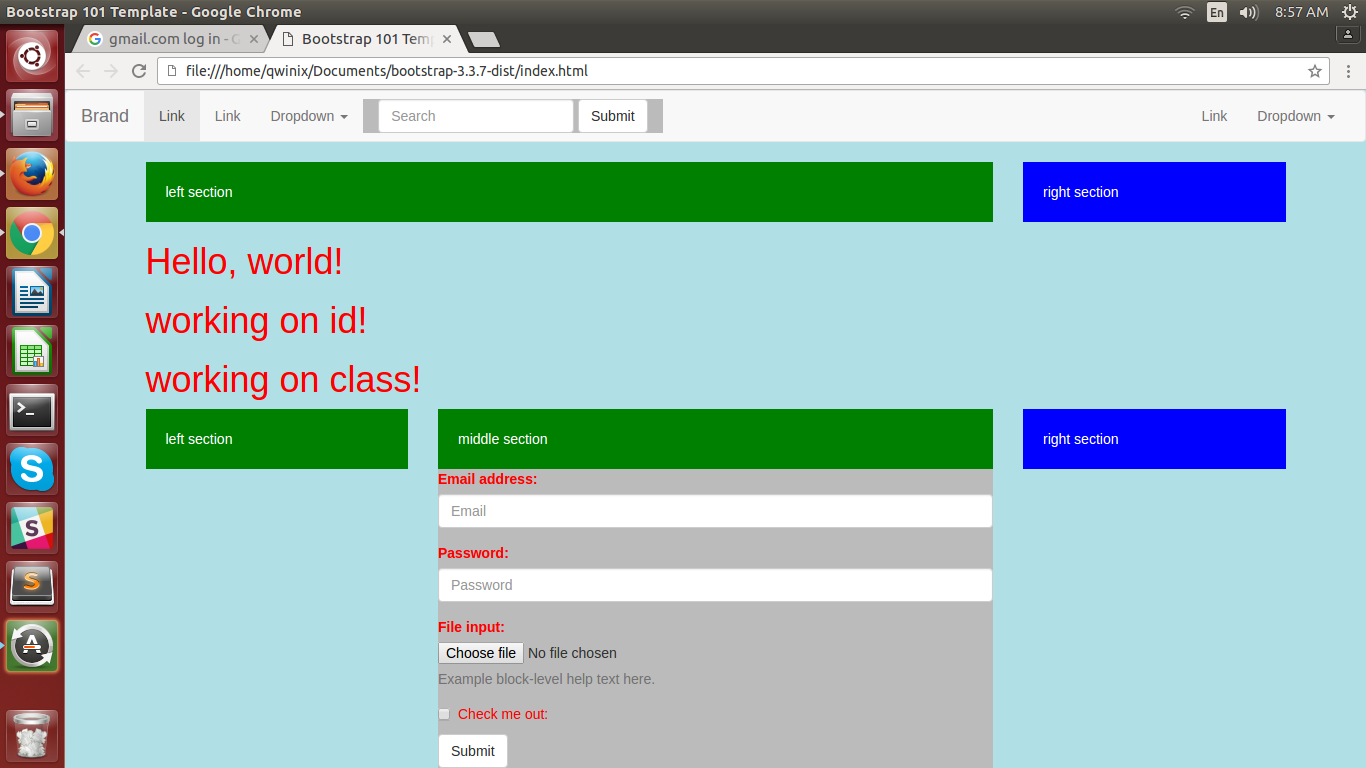 Bootstrap 101 Template - Google Chrome
En
8:57 AM
gmail.com log in - G
Bootstrap 101 Temp
file:///home/qwinix/Documents/bootstrap-3.3.7-dist/index.html
Brand Link Link Dropdown Search Submit Link Dropdown
left section
right section
Hello, world!
working on id!
working on class!
left section
middle section
right section
Email address:
Email
Password:
Password
File input:
Choose file No file chosen
Example block-level help text here.
Check me out:
Submit